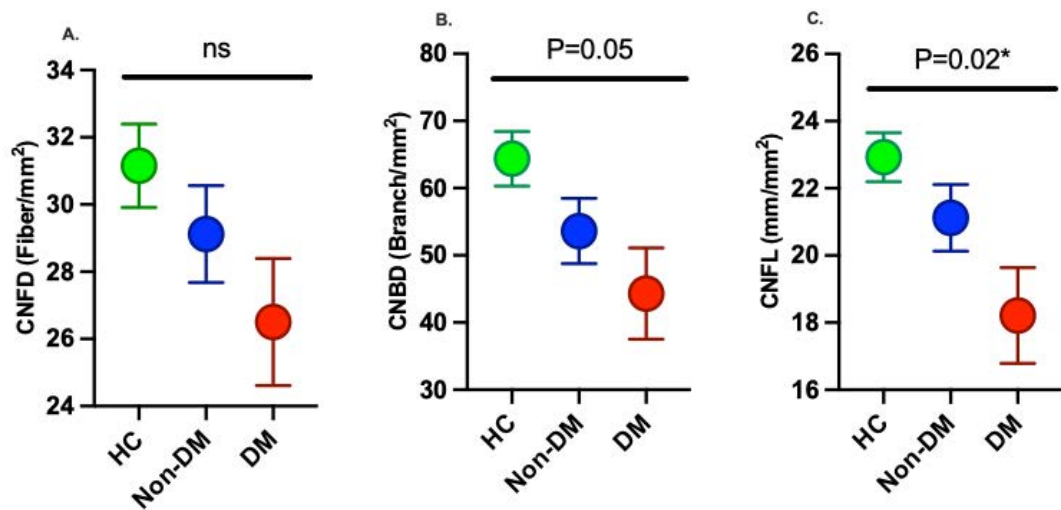 A.
ns
CNFD (Fiber/mm²)
34
32
30
28
26
24
HC
Non-DM
DM
B.
P=0.05
CNBD (Branch/mm²)
80
70
60
50
40
30
HC
Non-DM
DM
C.
P=0.02*
CNFL (mm/mm²)
26
24
22
20
18
16
HC
Non-DM
DM